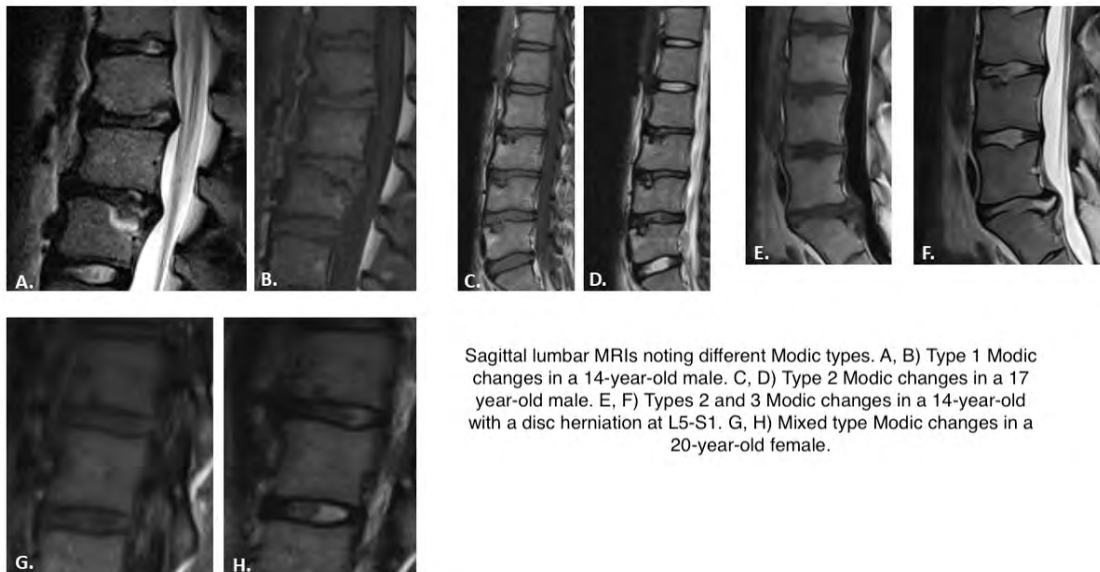 A.
B.
C.
D.
E.
F.
G.
H.
Sagittal lumbar MRIs noting different Modic types. A, B) Type 1 Modic
changes in a 14-year-old male. C, D) Type 2 Modic changes in a 17
year-old male. E, F) Types 2 and 3 Modic changes in a 14-year-old
with a disc herniation at L5-S1. G, H) Mixed type Modic changes in a
20-year-old female.